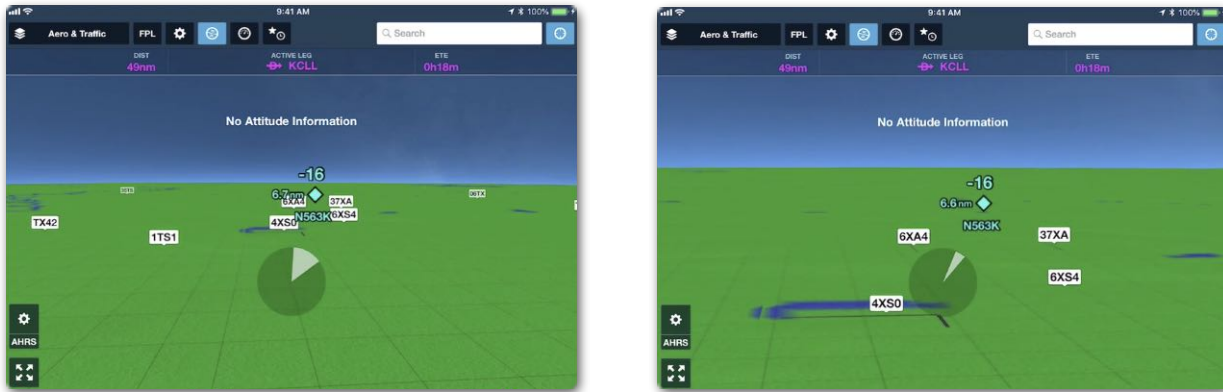 9:41 AM
100%
Aero & Traffic FPL Search
DIST ACTIVE LEG ETE
49nm KCLL 0h18m
No Attitude Information
-16
6.7nm
6XA4 37XA
TX42 4XS0 N563K 6XS4
1TS1
AHRS
9:41 AM
100%
Aero & Traffic FPL Search
DIST ACTIVE LEG ETE
49nm KCLL 0h18m
No Attitude Information
-16
6.6nm
N563K
6XA4 37XA
6XS4
4XS0
AHRS